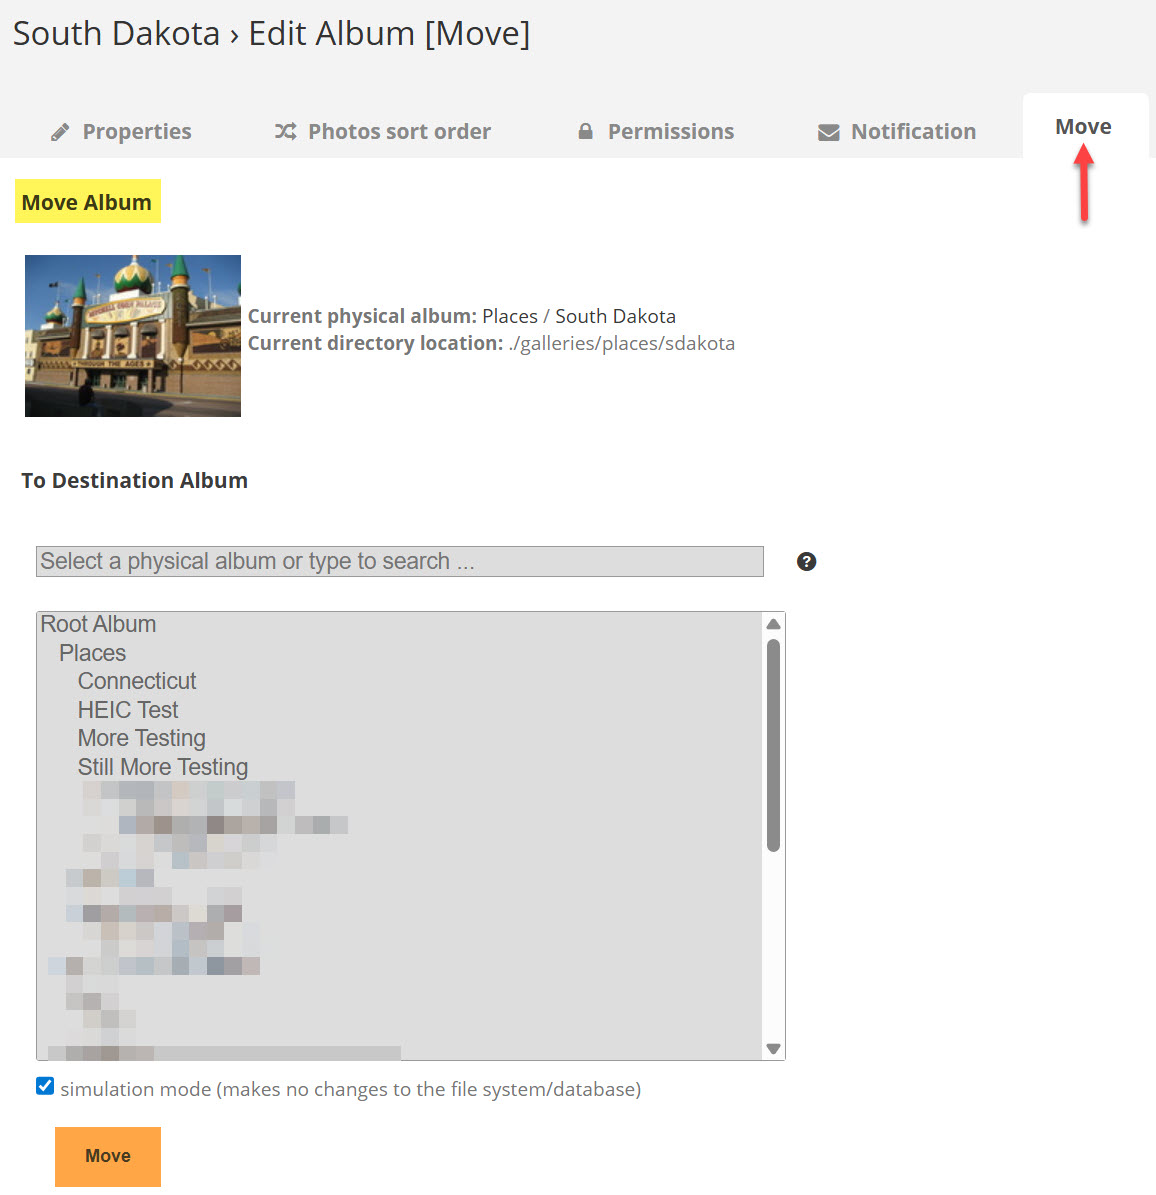 South Dakota › Edit Album [Move]
Properties
Photos sort order
Permissions
Notification
Move
Move Album
THROUGH THE AGES
Current physical album: Places / South Dakota
Current directory location: ./galleries/places/sdakota
To Destination Album
Select a physical album or type to search ...
?
Root Album
Places
Connecticut
HEIC Test
More Testing
Still More Testing
simulation mode (makes no changes to the file system/database)
Move